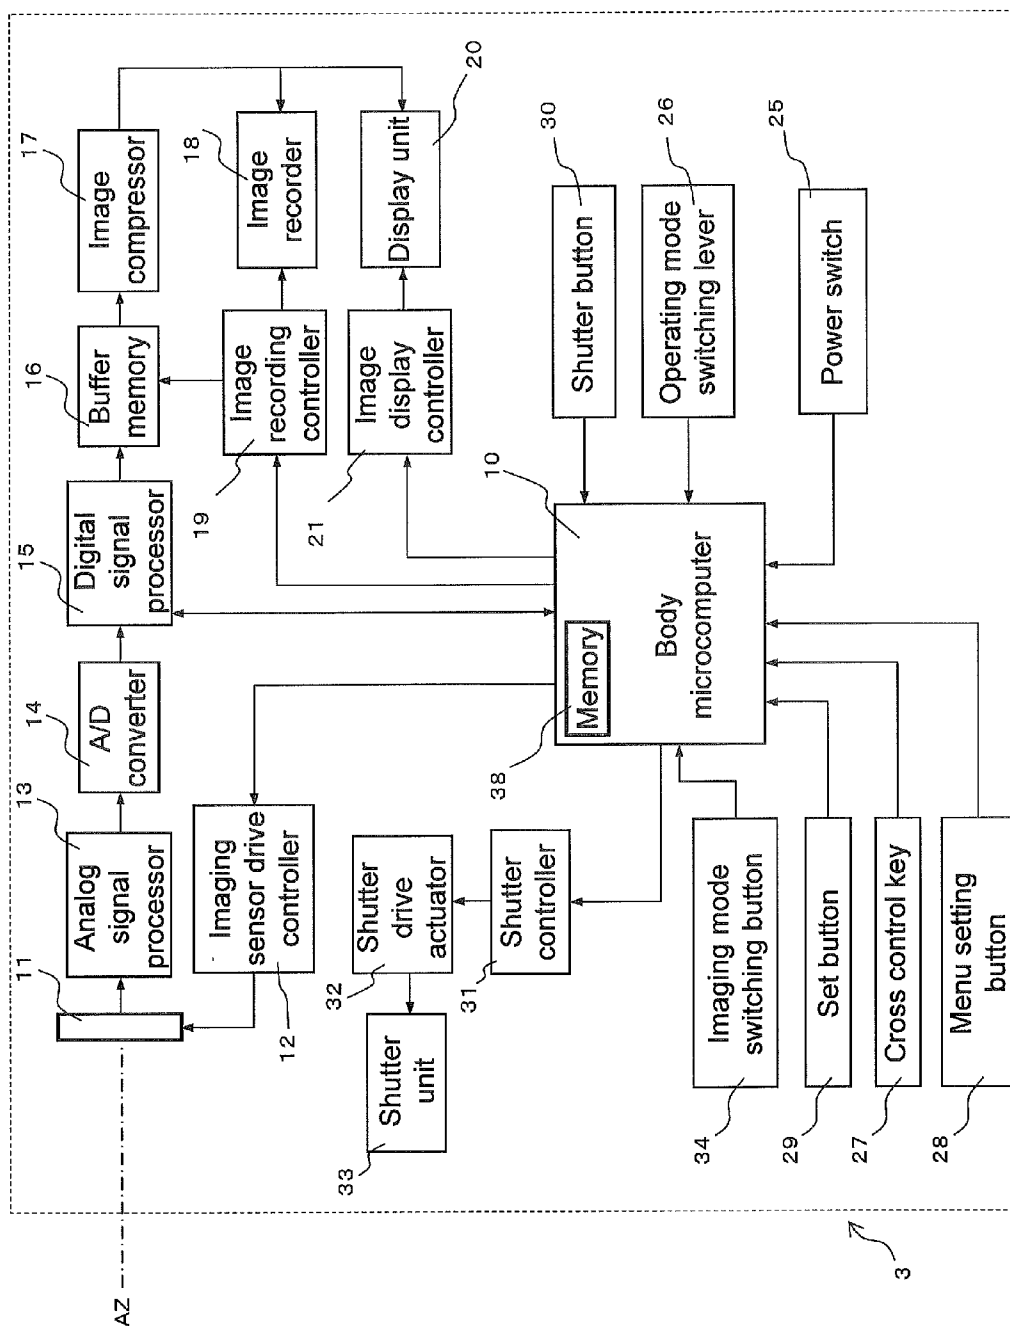 AZ
3
11
Analog
signal
processor
13
A/D
converter
14
Digital
signal
processor
15
Buffer
memory
16
Image
compressor
17
Imaging
sensor drive
controller
12
Image
recording
controller
19
Image
recorder
18
Image
display
controller
21
Display unit
20
Shutter
unit
33
Shutter
drive
actuator
32
Shutter
controller
31
Memory
38
Body
microcomputer
10
Shutter button
30
Operating mode
switching lever
26
Power switch
25
Imaging mode
switching button
34
Set button
29
Cross control key
27
Menu setting
button
28